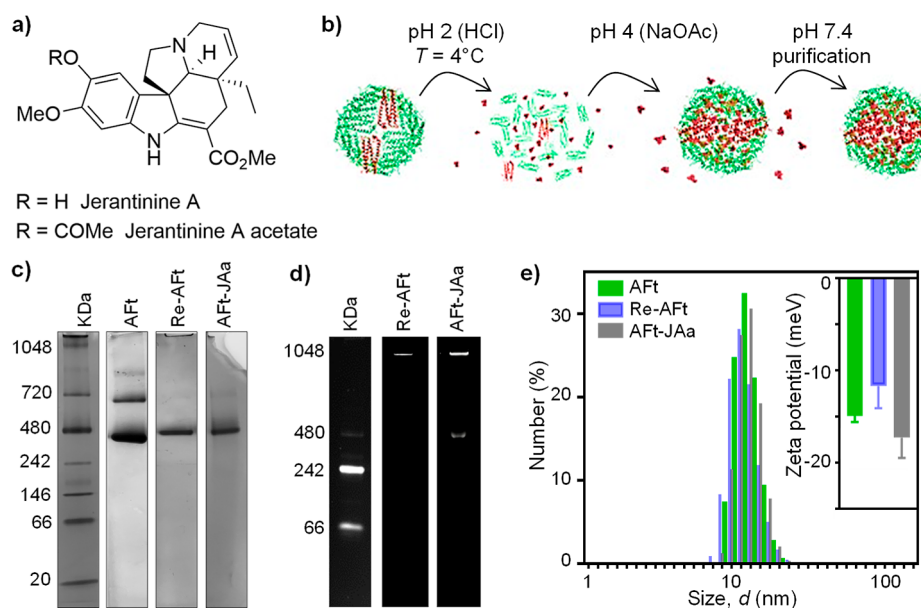 a)
RO
MeO
N
H
NH
CO2Me
R = H Jerantinine A
R = COMe Jerantinine A acetate
b)
pH 2 (HCl)
T = 4°C
pH 4 (NaOAc)
pH 7.4
purification
c)
KDa
AFt
Re-AFt
AFt-JAa
1048
720
480
242
146
66
20
d)
KDa
Re-AFt
AFt-JAa
1048
480
242
66
e)
AFt
Re-AFt
AFt-JAa
Number (%)
30
20
10
0
1
10
100
Size, d (nm)
Zeta potential (meV)
0
-10
-20